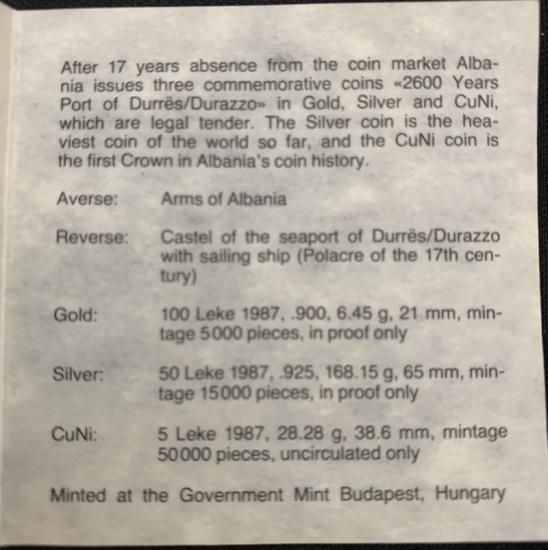 After 17 years absence from the coin market Alba-
nia issues three commemorative coins «2600 Years
Port of Durrës/Durazzo» in Gold, Silver and CuNi,
which are legal tender. The Silver coin is the hea-
viest coin of the world so far, and the CuNi coin is
the first Crown in Albania's coin history.
Averse: Arms of Albania
Reverse: Castel of the seaport of Durrës/Durazzo
with sailing ship (Polacre of the 17th cen-
tury)
Gold: 100 Leke 1987, .900, 6.45 g, 21 mm, min-
tage 5000 pieces, in proof only
Silver: 50 Leke 1987, .925, 168.15 g, 65 mm, min-
tage 15000 pieces, in proof only
CuNi: 5 Leke 1987, 28.28 g, 38.6 mm, mintage
50000 pieces, uncirculated only
Minted at the Government Mint Budapest, Hungary